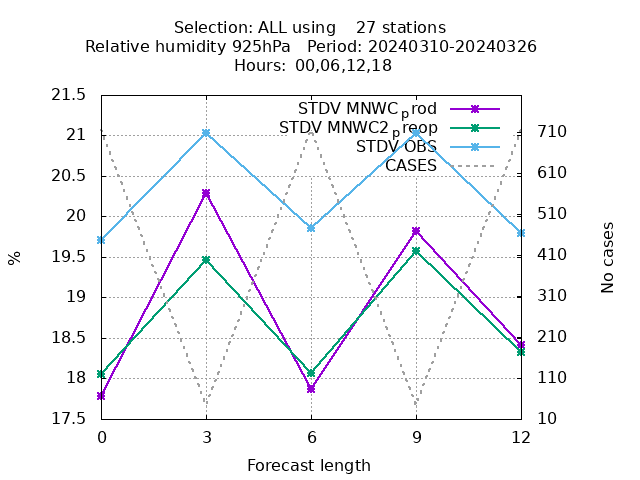 Selection: ALL using    27 stations
Relative humidity 925hPa   Period: 20240310-20240326
Hours:  00,06,12,18
STDV MNWC_prod
STDV MNWC2_preop
STDV OBS
CASES
21.5
21
20.5
20
19.5
19
18.5
18
17.5
%
710
610
510
410
310
210
110
10
No cases
0 3 6 9 12
Forecast length